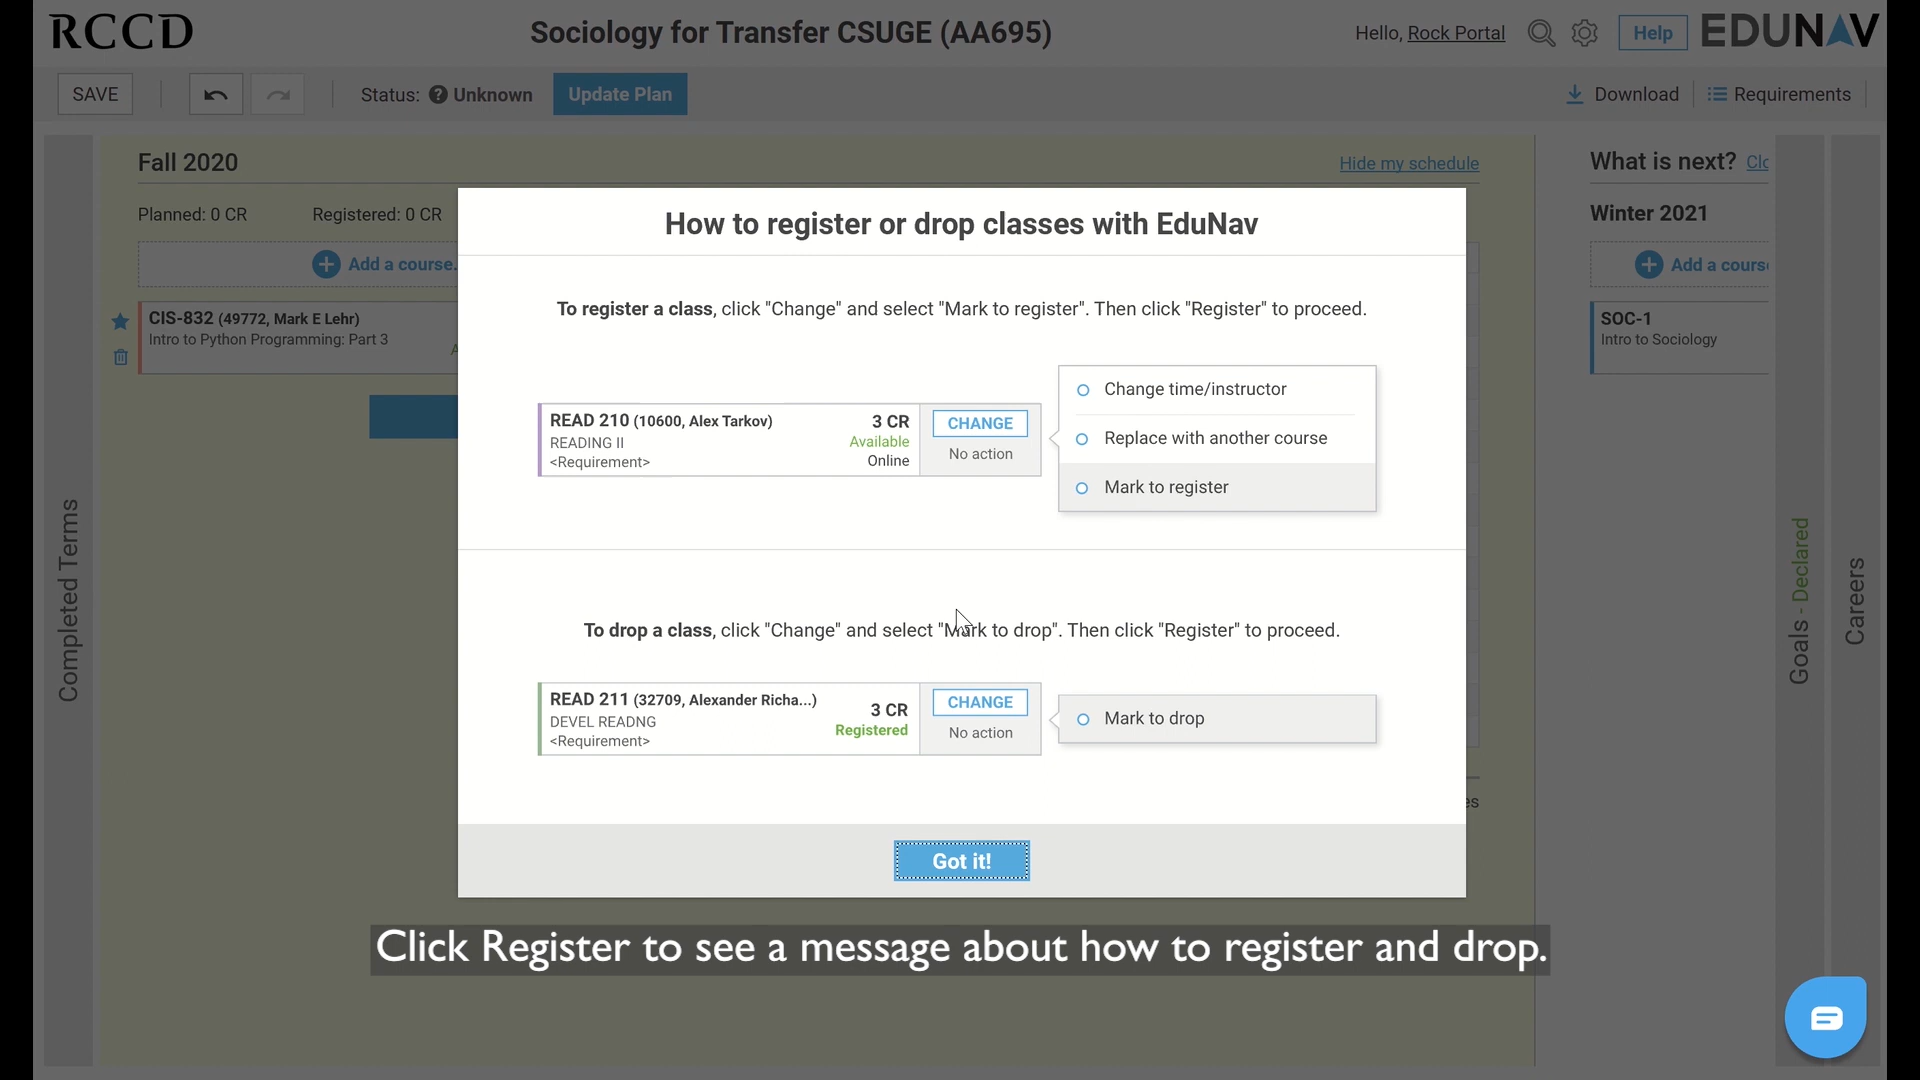 RCCD
Sociology for Transfer CSUGE (AA695)
Hello, Rock Portal
Help
EDUNAV
SAVE
Status: ? Unknown
Update Plan
Download
Requirements
Completed Terms
Fall 2020
Hide my schedule
Planned: 0 CR
Registered: 0 CR
Add a course.
CIS-832 (49772, Mark E Lehr)
Intro to Python Programming: Part 3
What is next?
Winter 2021
SOC-1
Intro to Sociology
Goals - Declared
Careers
How to register or drop classes with EduNav
To register a class, click "Change" and select "Mark to register". Then click "Register" to proceed.
READ 210 (10600, Alex Tarkov)
READING II
<Requirement>
3 CR
Available
Online
CHANGE
No action
Change time/instructor
Replace with another course
Mark to register
To drop a class, click "Change" and select "Mark to drop". Then click "Register" to proceed.
READ 211 (32709, Alexander Richa...)
DEVEL READNG
<Requirement>
3 CR
Registered
CHANGE
No action
Mark to drop
Got it!
Click Register to see a message about how to register and drop.